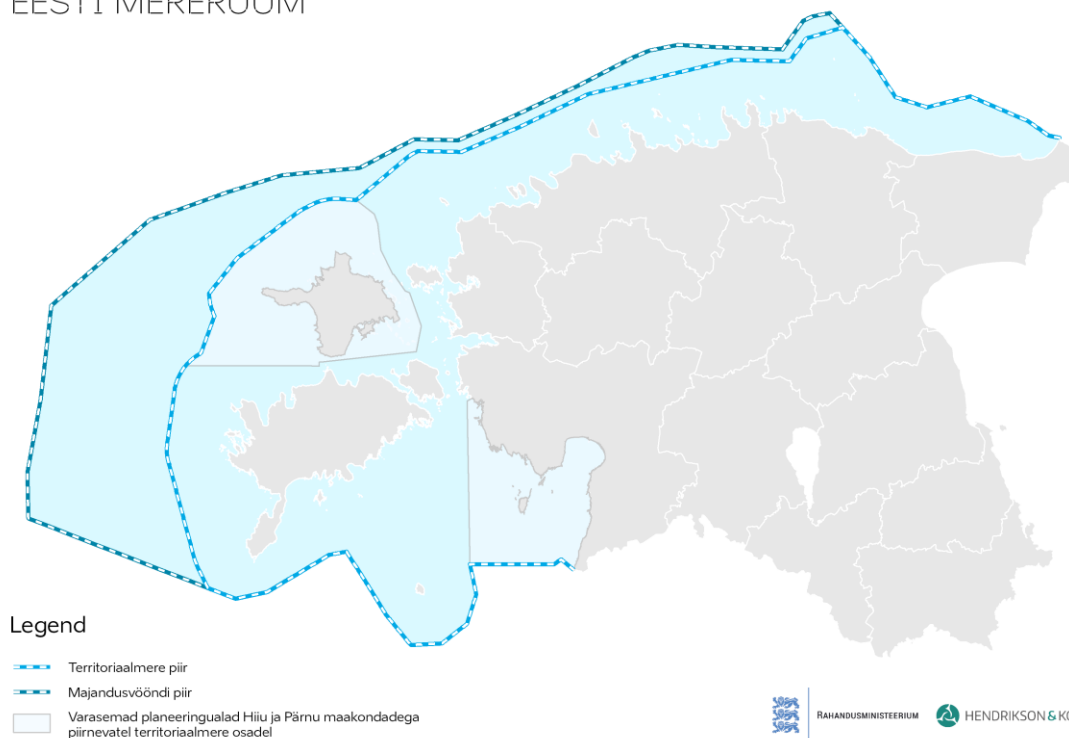 EESTI MERERUUM
Legend
Territoriaalmere piir
Majandusvööndi piir
Varasemad planeeringualad Hiiu ja Pärnu maakondadega
piirnevatel territoriaalmere osadel
RAHANDUSMINISTEERIUM
HENDRIKSON & KO